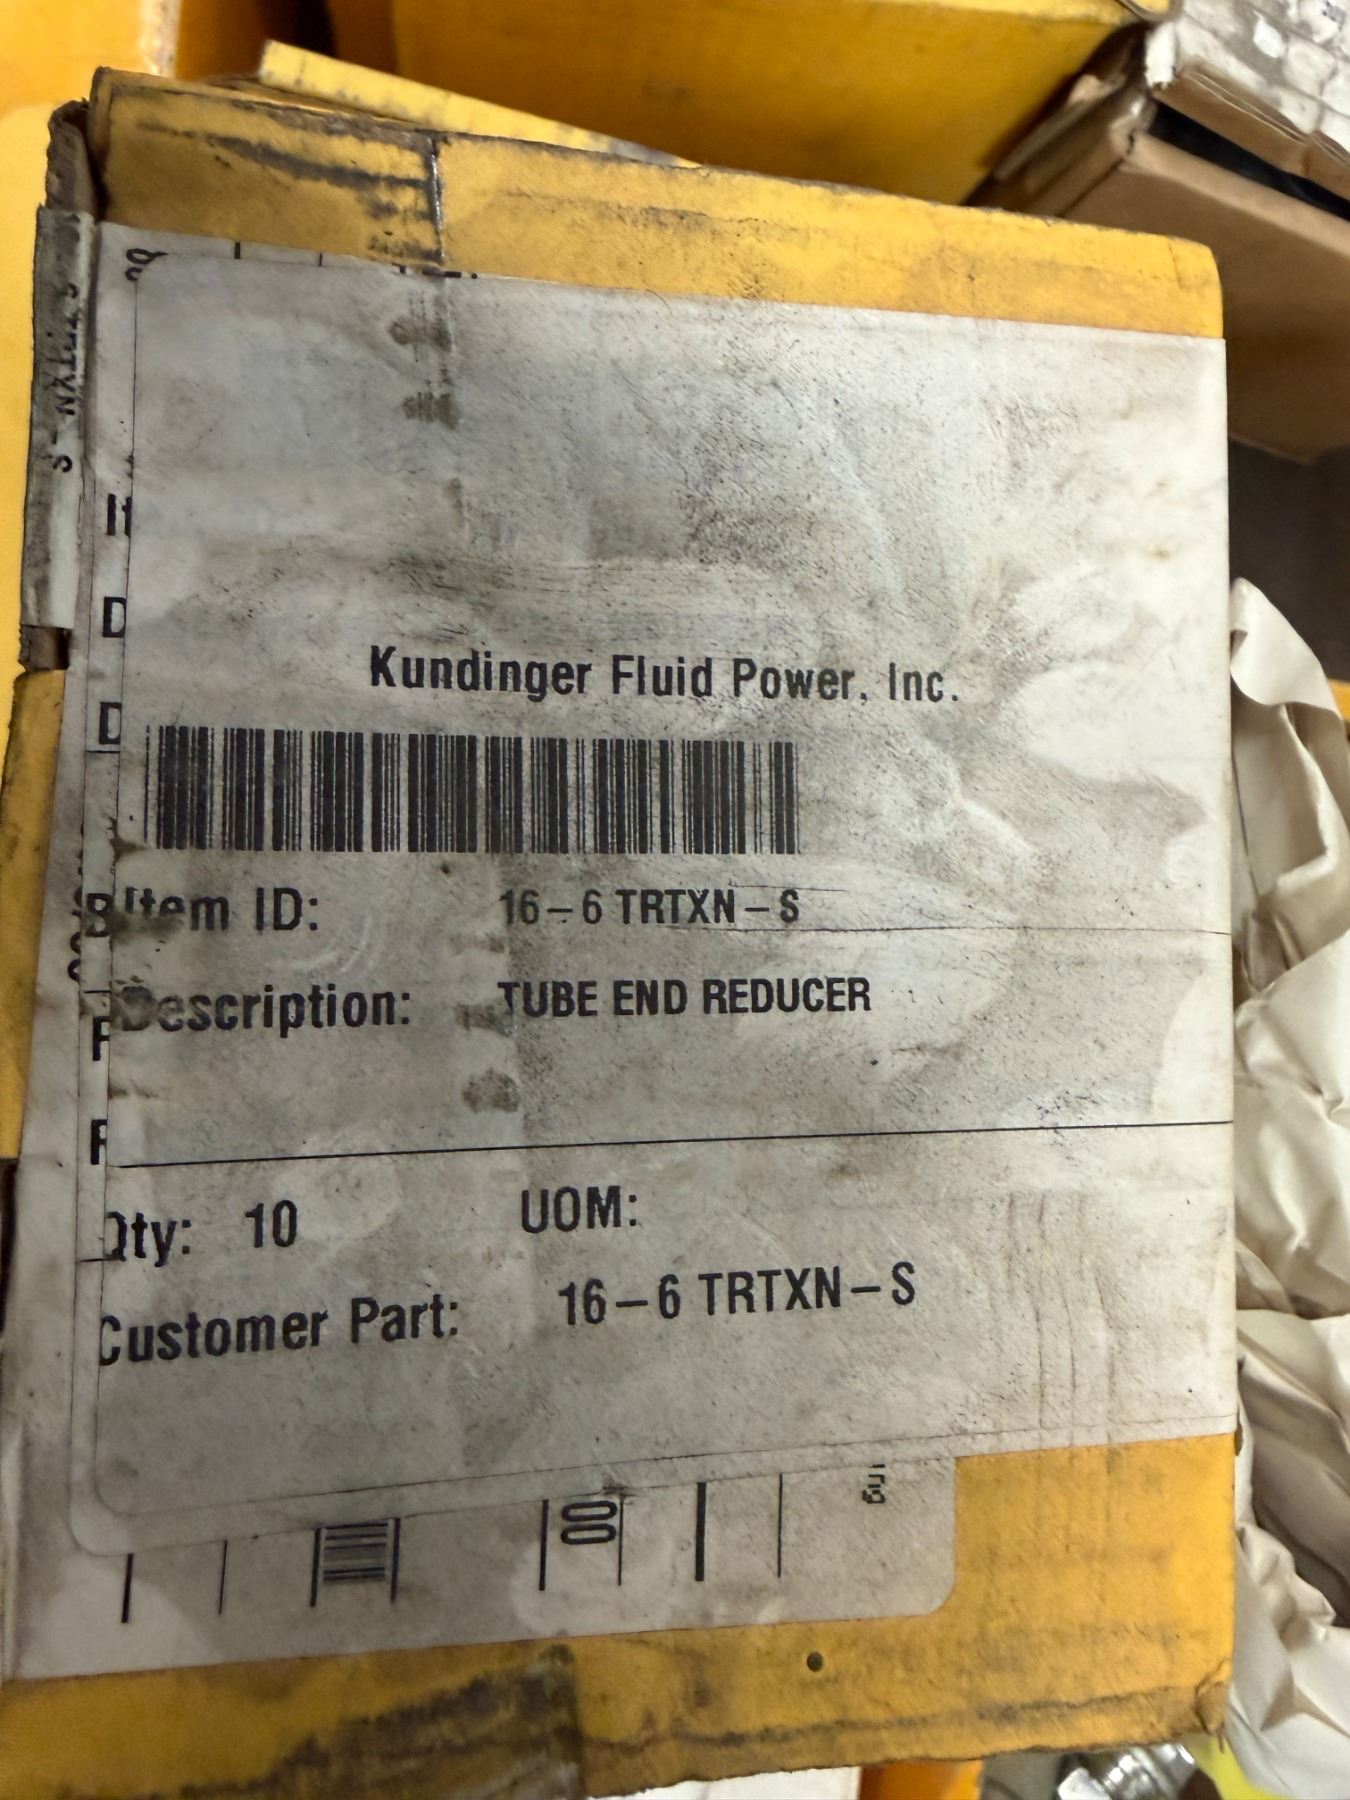 Kundinger Fluid Power, Inc.
Item ID: 16-6 TRTXN-S
Description: TUBE END REDUCER
Qty: 10 UOM:
Customer Part: 16-6 TRTXN-S
00